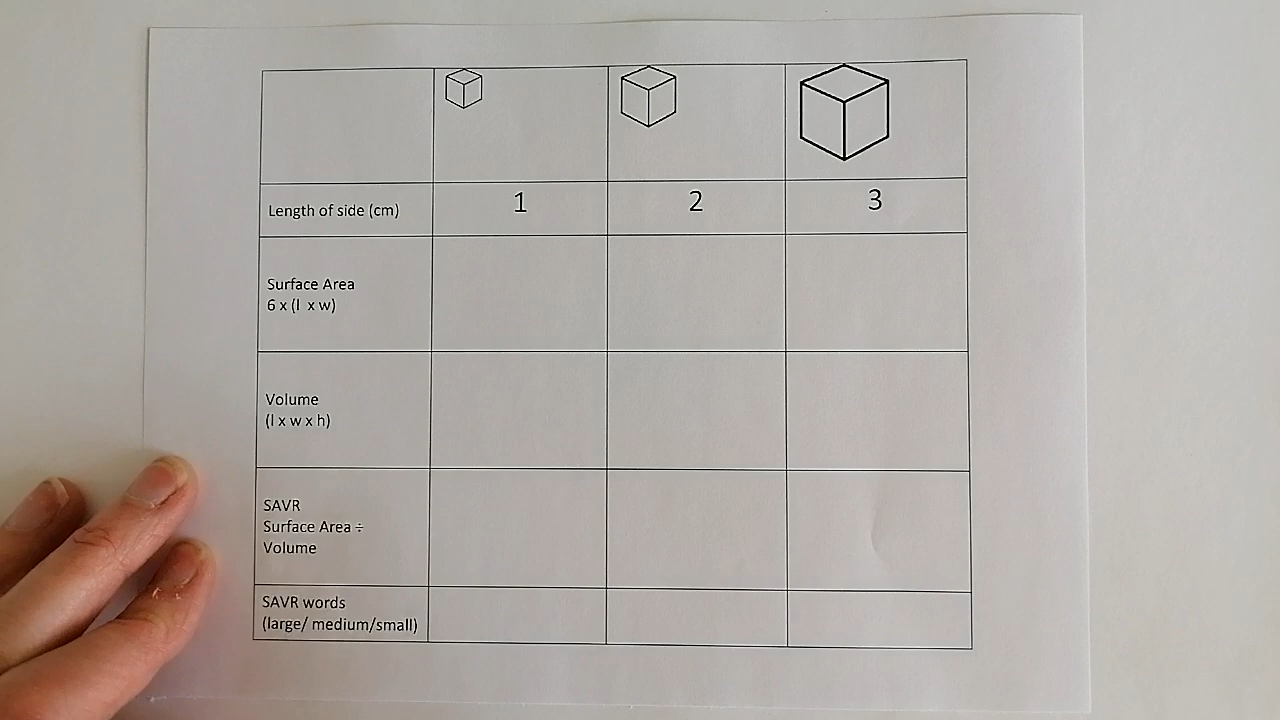 Length of side (cm) 1 2 3
Surface Area
6 x (l x w)
Volume
(l x w x h)
SAVR
Surface Area ÷
Volume
SAVR words
(large/ medium/small)